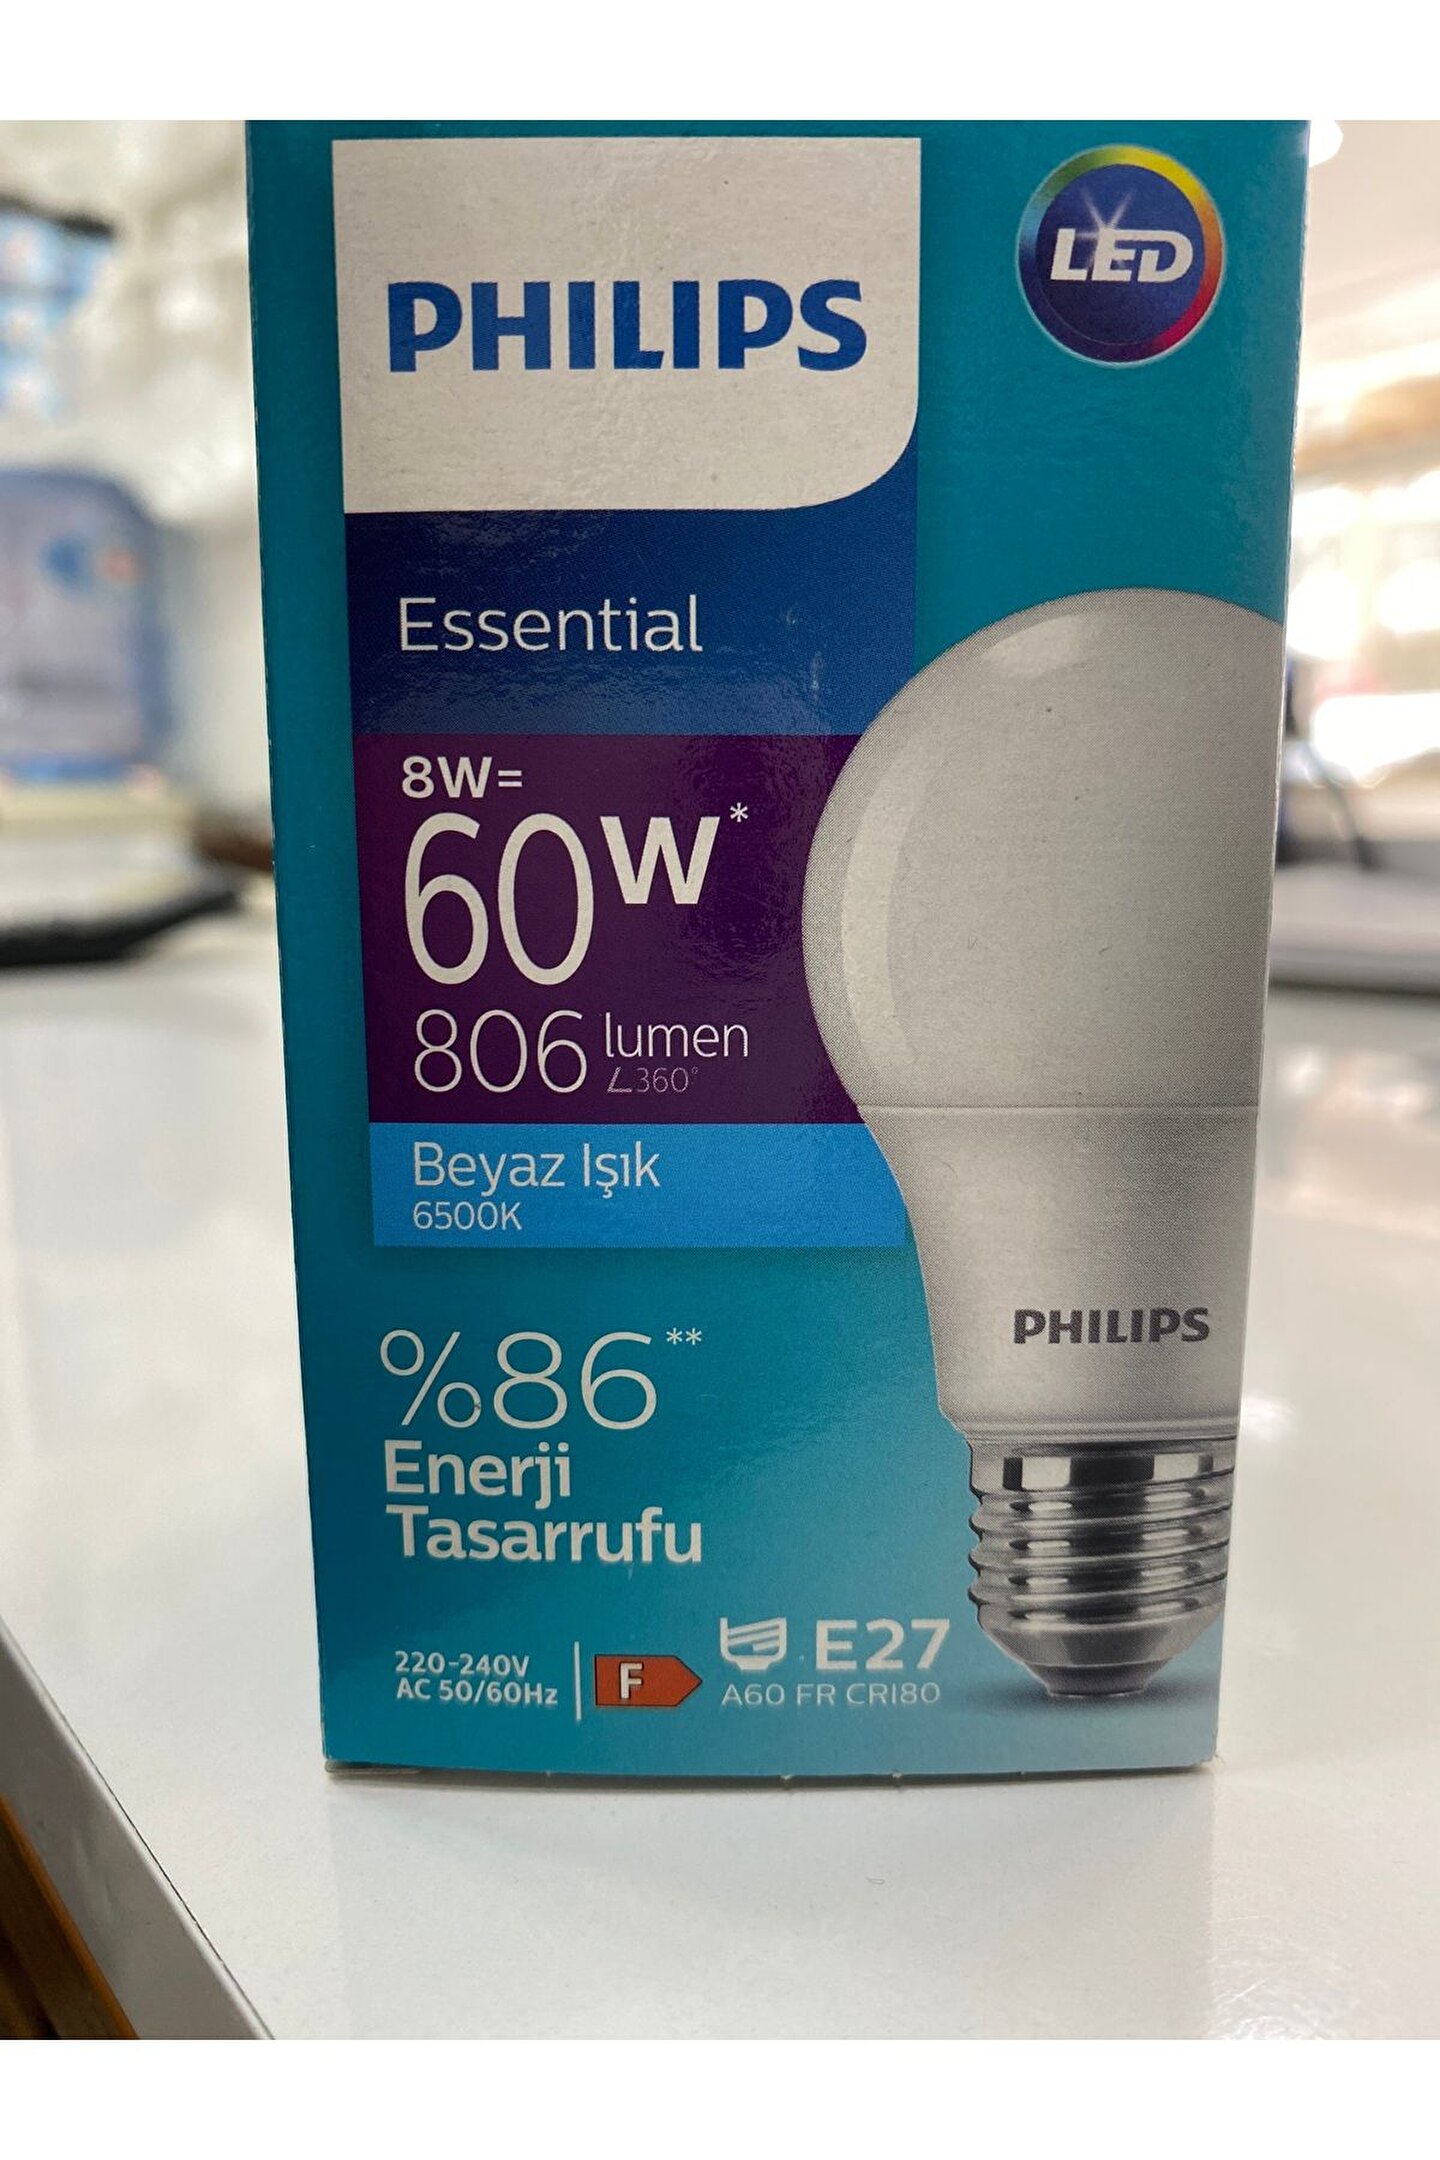 PHILIPS
LED
Essential
8W=
60W*
806 lumen
∠360°
Beyaz Işık
6500K
PHILIPS
%86**
Enerji
Tasarrufu
220-240V
AC 50/60Hz
F
E27
A60 FR CRI80